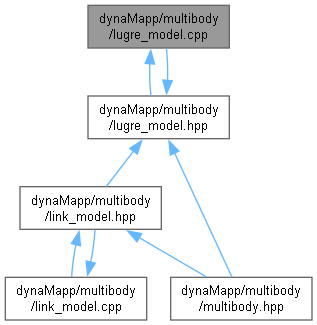 dynaMapp/multibody
/lugre_model.cpp
dynaMapp/multibody
/lugre_model.hpp
dynaMapp/multibody
/link_model.hpp
dynaMapp/multibody
/link_model.cpp
dynaMapp/multibody
/multibody.hpp